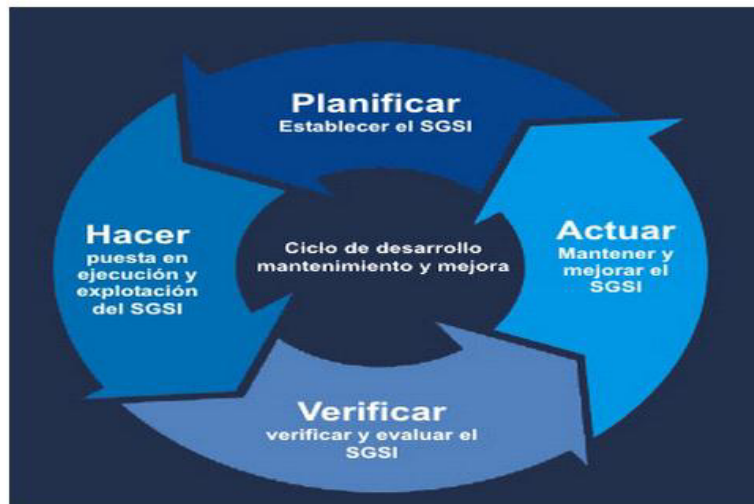 Planificar
Establecer el SGSI
Hacer
puesta en
ejecución y
explotación
del SGSI
Ciclo de desarrollo
mantenimiento y mejora
Actuar
Mantener y
mejorar el
SGSI
Verificar
verificar y evaluar el
SGSI